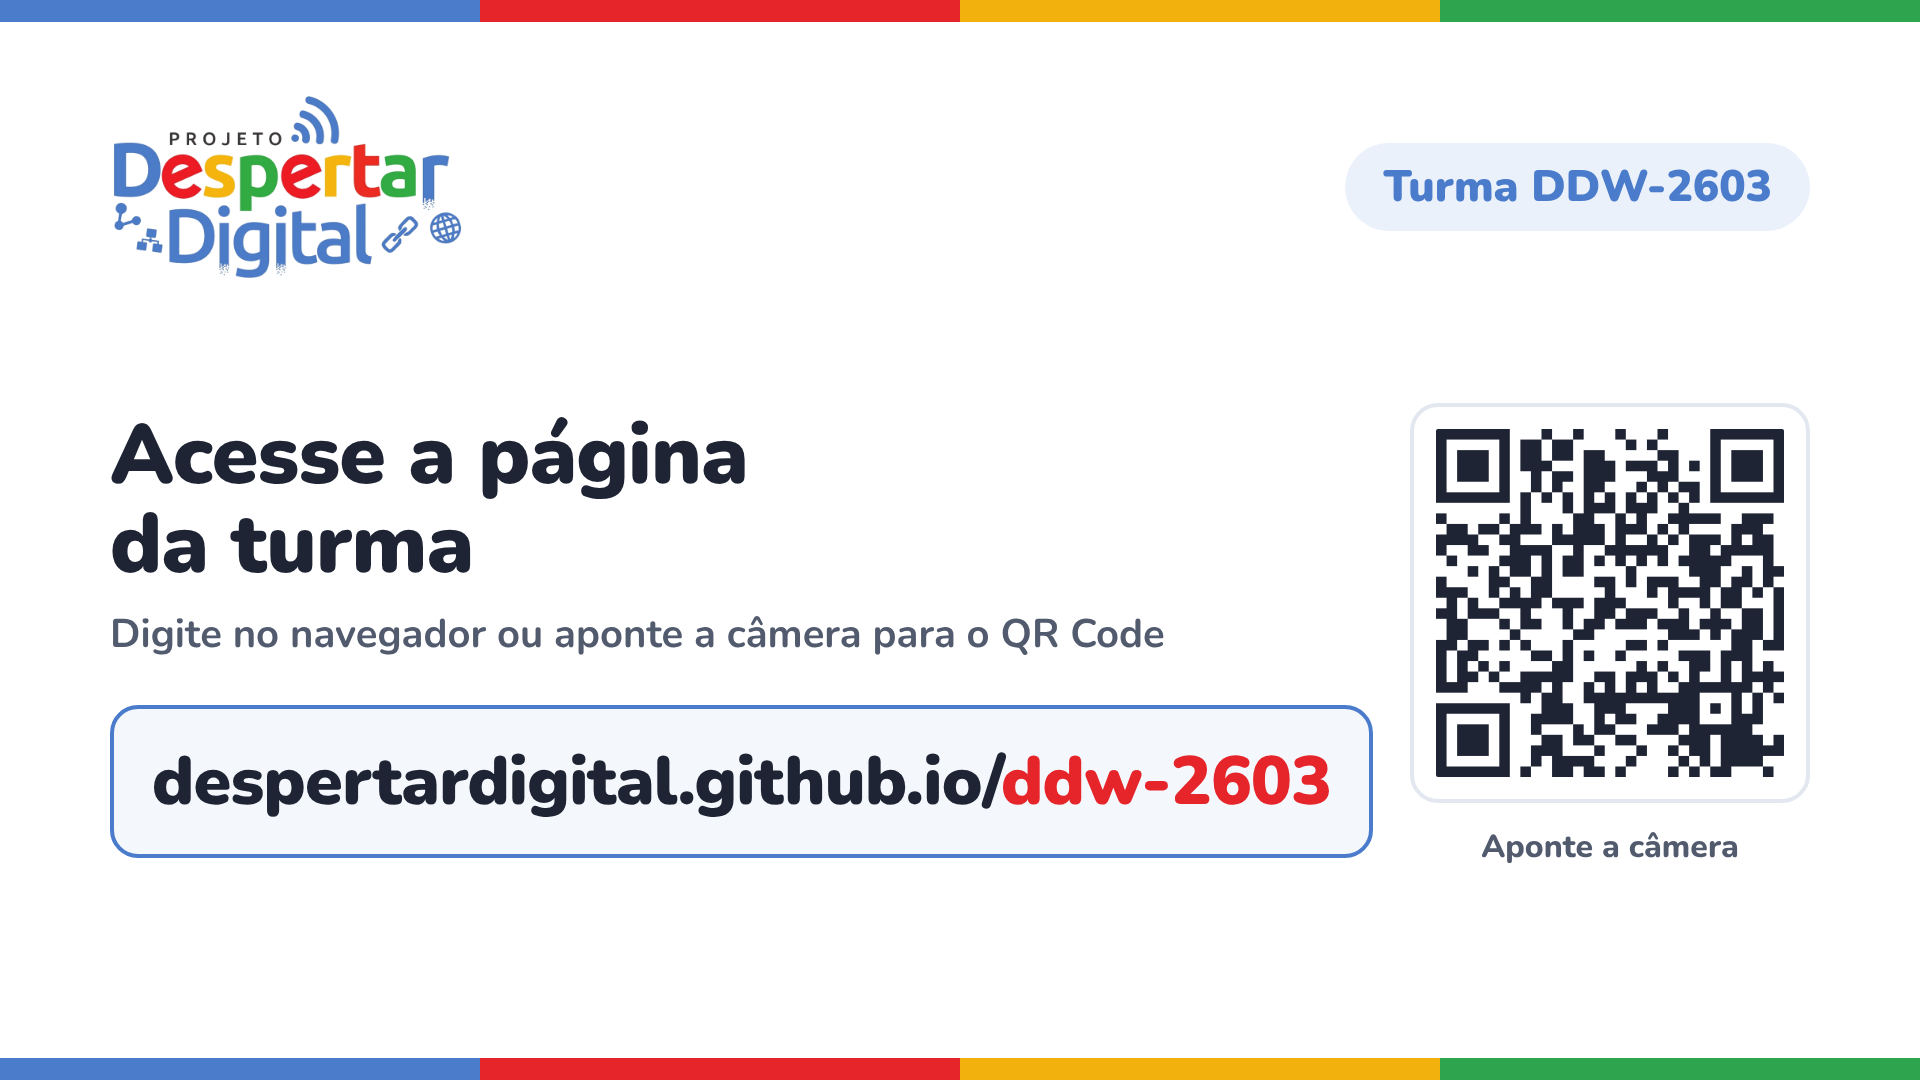 PROJETO
Despertar
Digital
Turma DDW-2603
Acesse a página
da turma
Digite no navegador ou aponte a câmera para o QR Code
despertardigital.github.io/ddw-2603
Aponte a câmera